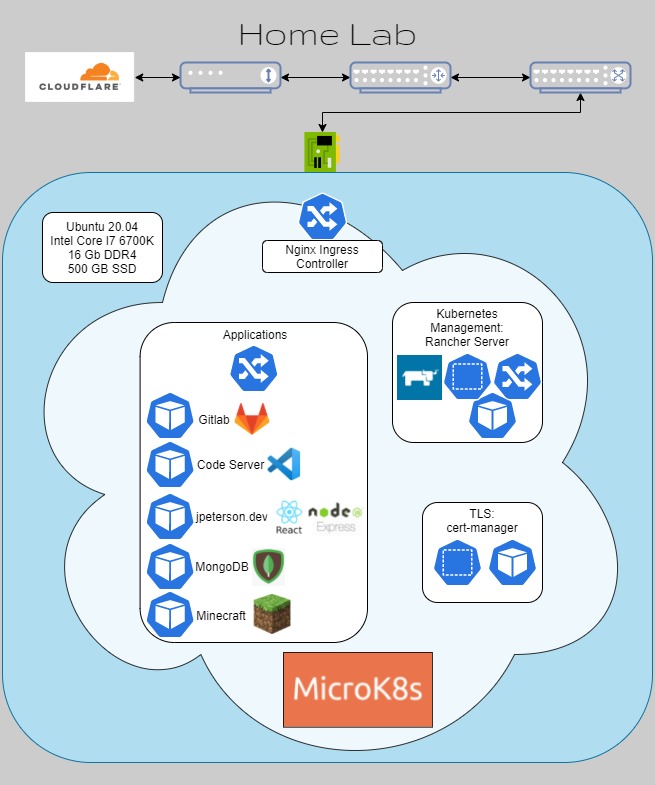 Home Lab
CLOUDFLARE
Ubuntu 20.04
Intel Core I7 6700K
16 Gb DDR4
500 GB SSD
Nginx Ingress
Controller
Applications
Gitlab
Code Server
jpeterson.dev
React
node
Express
MongoDB
Minecraft
Kubernetes
Management:
Rancher Server
TLS:
cert-manager
MicroK8s